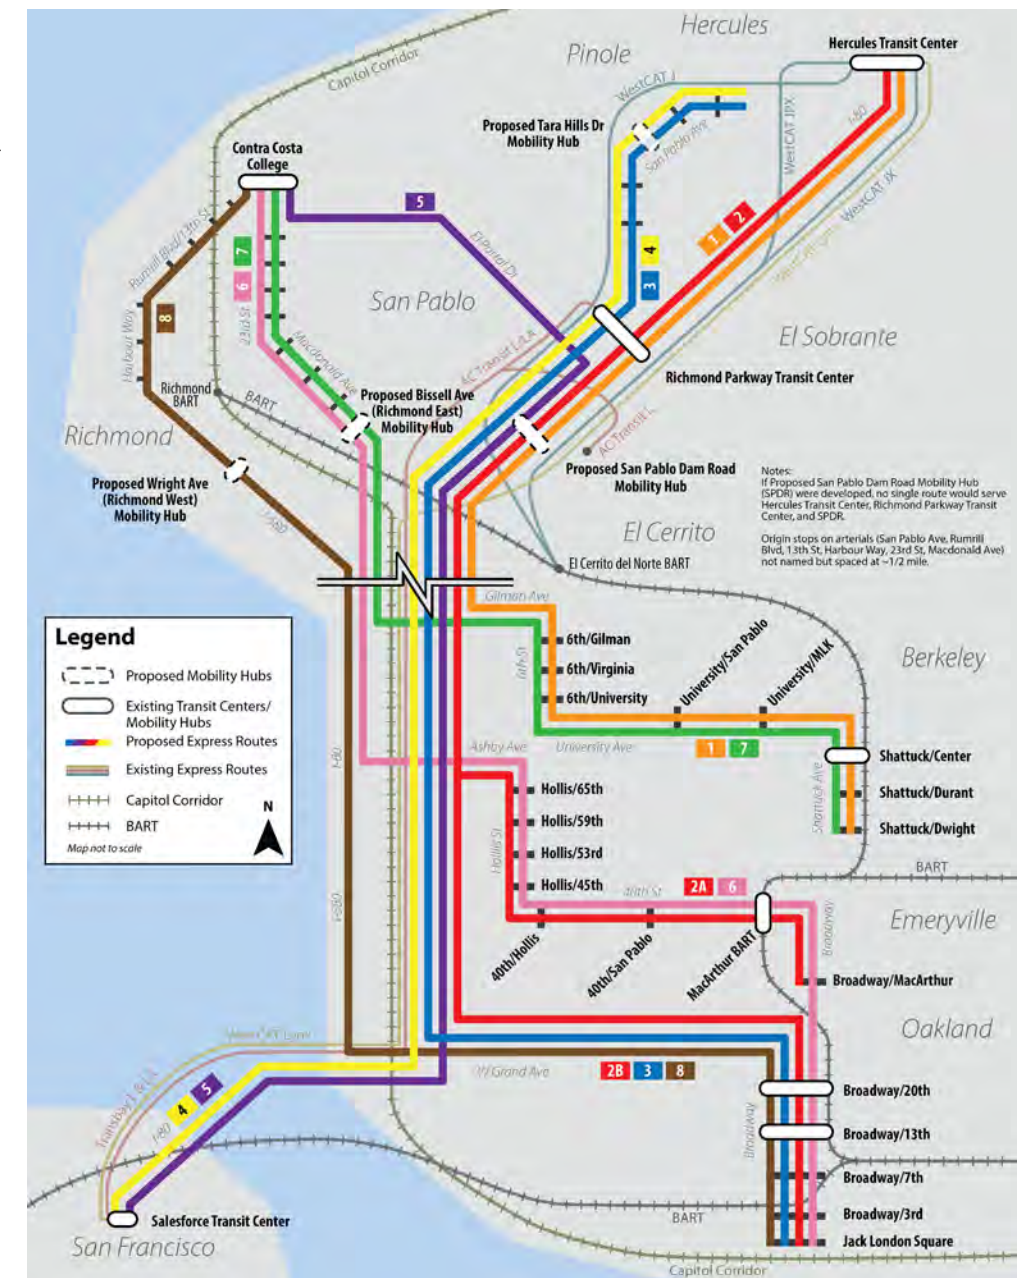 Hercules
Pinole
Hercules Transit Center
Capitol Corridor
WestCAT J
WestCAT JPX
I-80
Proposed Tara Hills Dr
Mobility Hub
San Pablo Ave
Contra Costa
College
5
El Portal Dr
1
2
WestCAT JX
WestCAT Lynx
Rumrill Blvd/13th St
7
6
4
3
8
23rd St
Macdonald Ave
San Pablo
Harbour Way
AC Transit L/LA
El Sobrante
Richmond Parkway Transit Center
Richmond
BART
BART
Proposed Bissell Ave
(Richmond East)
Mobility Hub
AC Transit L
Richmond
Proposed Wright Ave
(Richmond West)
Mobility Hub
Proposed San Pablo Dam Road
Mobility Hub
Notes:
If Proposed San Pablo Dam Road Mobility Hub
(SPDR) were developed, no single route would serve
Hercules Transit Center, Richmond Parkway Transit
Center, and SPDR.
Origin stops on arterials (San Pablo Ave, Rumrill
Blvd, 13th St, Harbour Way, 23rd St, Macdonald Ave)
not named but spaced at ~1/2 mile.
I-580
El Cerrito
El Cerrito del Norte BART
Gilman Ave
Legend
Proposed Mobility Hubs
Existing Transit Centers/
Mobility Hubs
Proposed Express Routes
Existing Express Routes
Capitol Corridor
BART
Map not to scale
N
6th St
6th/Gilman
6th/Virginia
6th/University
University/San Pablo
University/MLK
Berkeley
I-80
Ashby Ave
University Ave
1
7
Shattuck Ave
Shattuck/Center
Shattuck/Durant
Shattuck/Dwight
Hollis St
Hollis/65th
Hollis/59th
Hollis/53rd
Hollis/45th
BART
40th St
2A
6
I-880
40th/Hollis
40th/San Pablo
MacArthur BART
Broadway
Emeryville
Broadway/MacArthur
Oakland
WestCAT Lynx
W Grand Ave
2B
3
8
Transbay L & LA
4
5
I-80
Broadway
Broadway/20th
Broadway/13th
Broadway/7th
Broadway/3rd
Jack London Square
BART
Salesforce Transit Center
San Francisco
Capitol Corridor